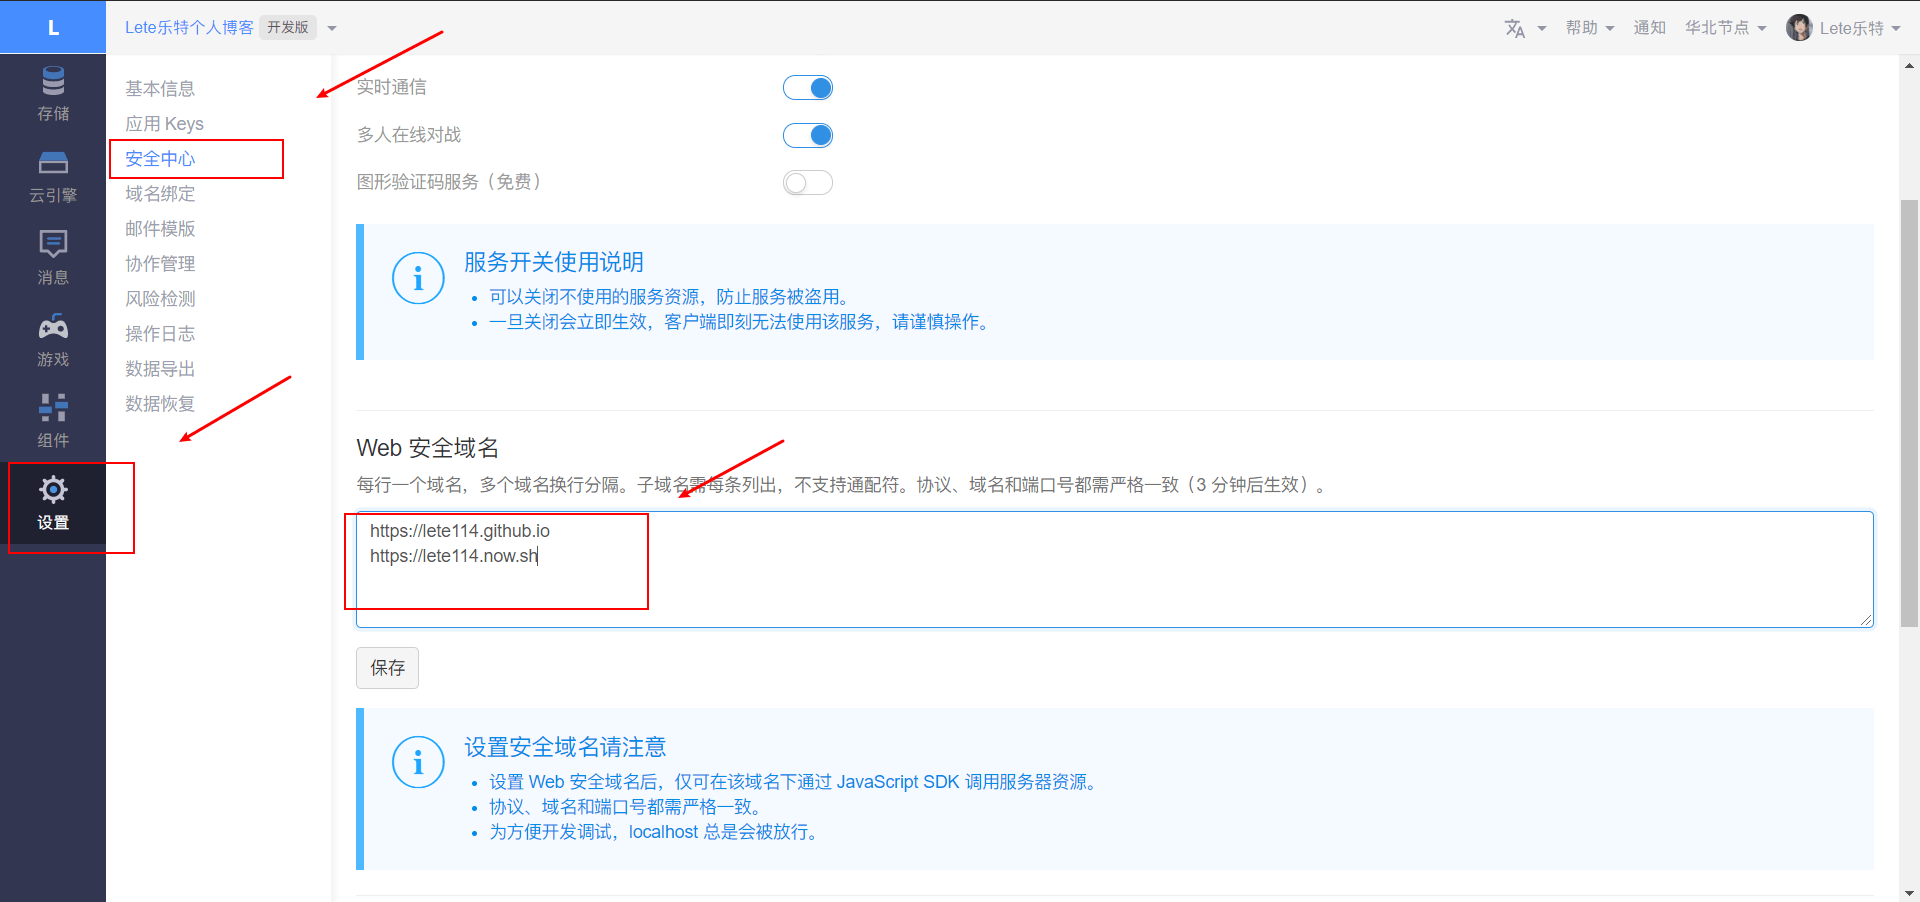 L
Lete乐特个人博客 开发版
帮助
通知
华北节点
Lete乐特
存储
云引擎
消息
游戏
组件
设置
基本信息
应用 Keys
安全中心
域名绑定
邮件模版
协作管理
风险检测
操作日志
数据导出
数据恢复
实时通信
多人在线对战
图形验证码服务（免费）
服务开关使用说明
可以关闭不使用的服务资源，防止服务被盗用。
一旦关闭会立即生效，客户端即刻无法使用该服务，请谨慎操作。
Web 安全域名
每行一个域名，多个域名换行分隔。子域名需每条列出，不支持通配符。协议、域名和端口号都需严格一致（3 分钟后生效）。
https://lete114.github.io
https://lete114.now.sh
保存
设置安全域名请注意
设置 Web 安全域名后，仅可在该域名下通过 JavaScript SDK 调用服务器资源。
协议、域名和端口号都需严格一致。
为方便开发调试，localhost 总是会被放行。